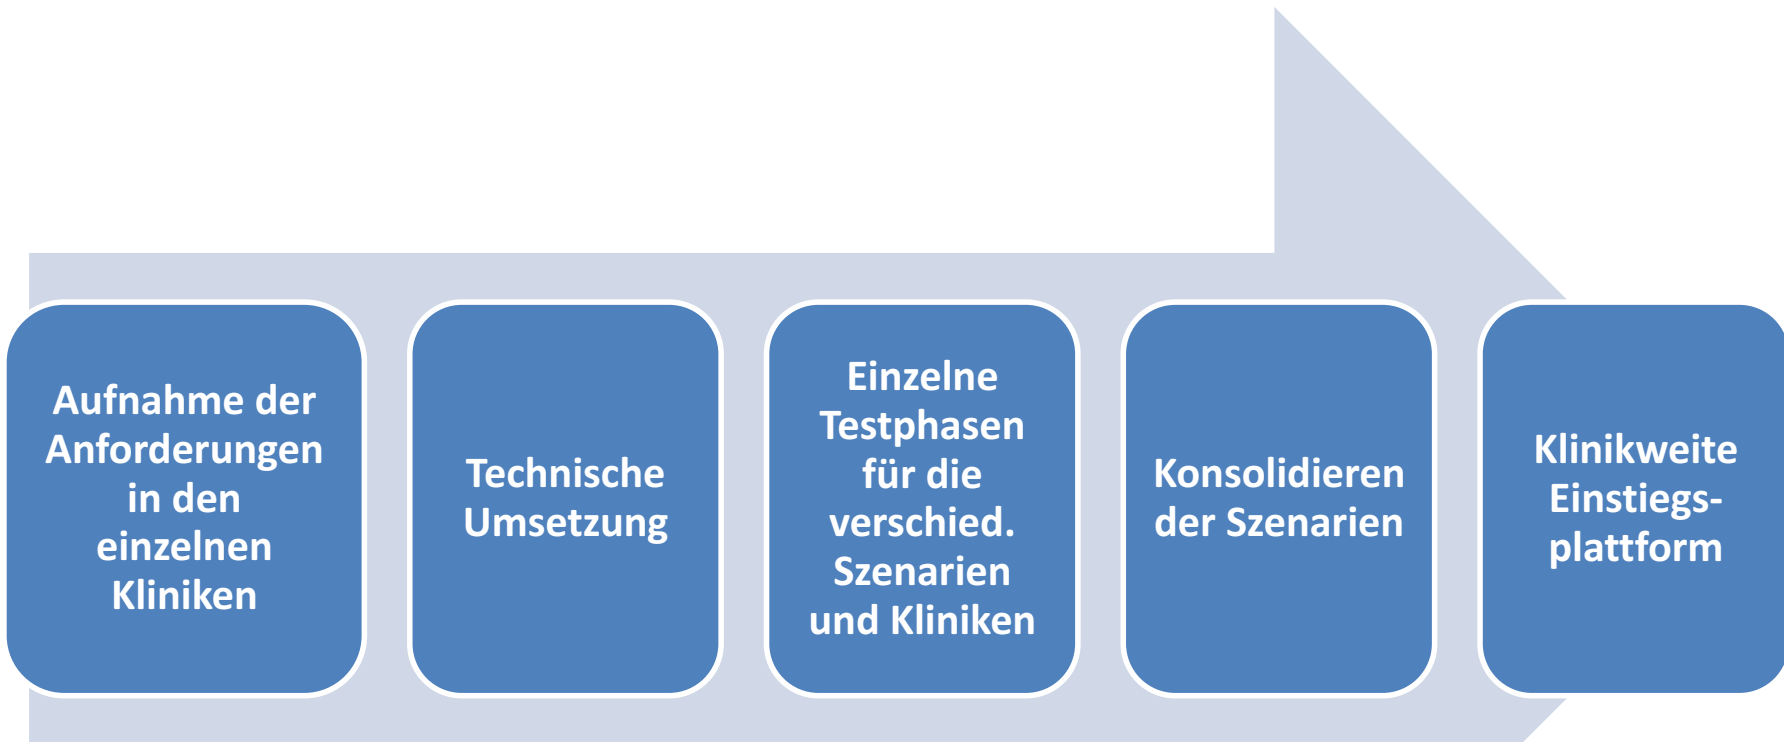 Aufnahme der
Anforderungen
in den
einzelnen
Kliniken
Technische
Umsetzung
Einzelne
Testphasen
für die
verschied.
Szenarien
und Kliniken
Konsolidieren
der Szenarien
Klinikweite
Einstiegs-
plattform